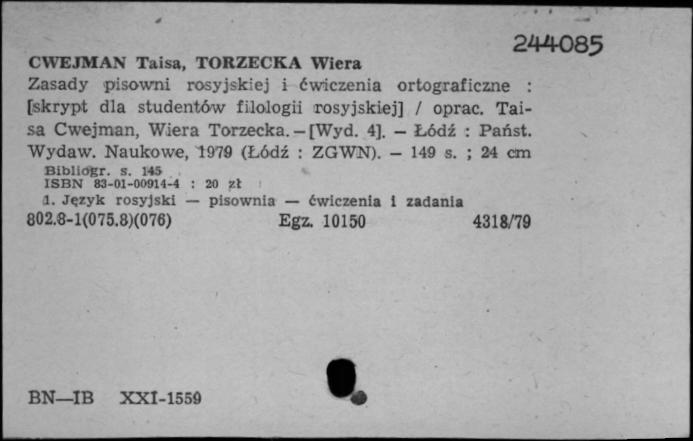 244085
CWEJMAN Taisa, TORZECKA Wiera
Zasady pisowni rosyjskiej i ćwiczenia ortograficzne :
[skrypt dla studentów filologii rosyjskiej] / oprac. Tai-
sa Cwejman, Wiera Torzecka. — [Wyd. 4]. — Łódź : Państ.
Wydaw. Naukowe, 1979 (Łódź : ZGWN). — 149 s. ; 24 cm
Bibliogr. s. 145
ISBN 83-01-00914-4 : 20 zł
1. Język rosyjski — pisownia — ćwiczenia i zadania
802.8-1(075.8)(076) Egz. 10150 4318/79
BN—IB XXI-1559